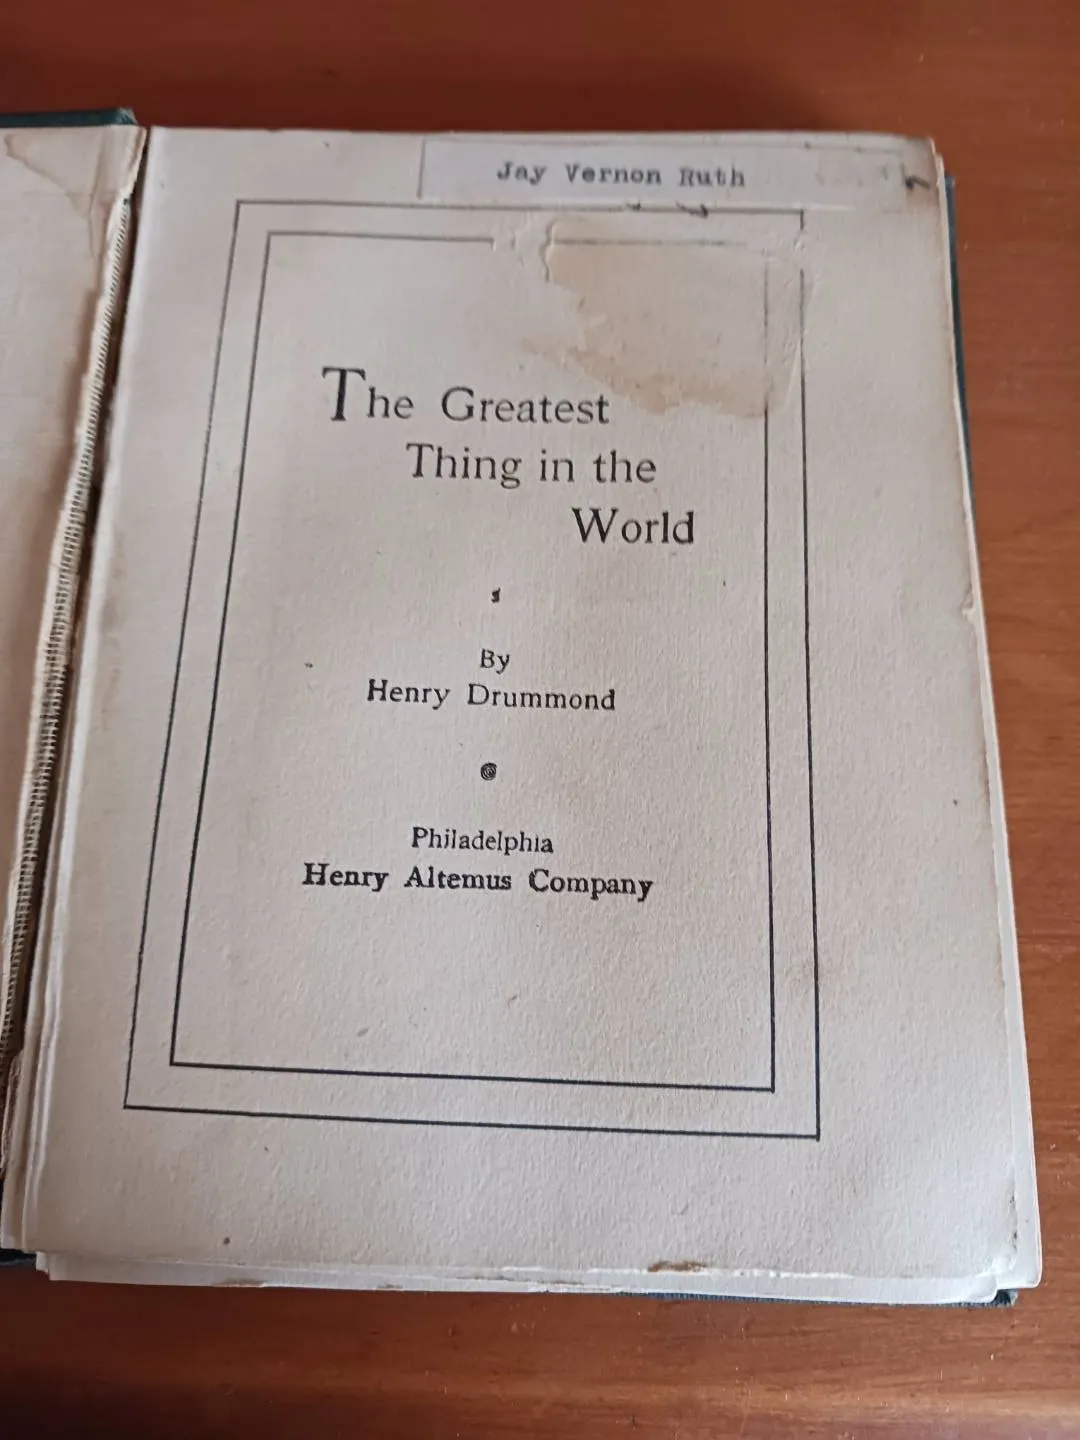 Jay Vernon Ruth
The Greatest
Thing in the
World
By
Henry Drummond
Philadelphia
Henry Altemus Company